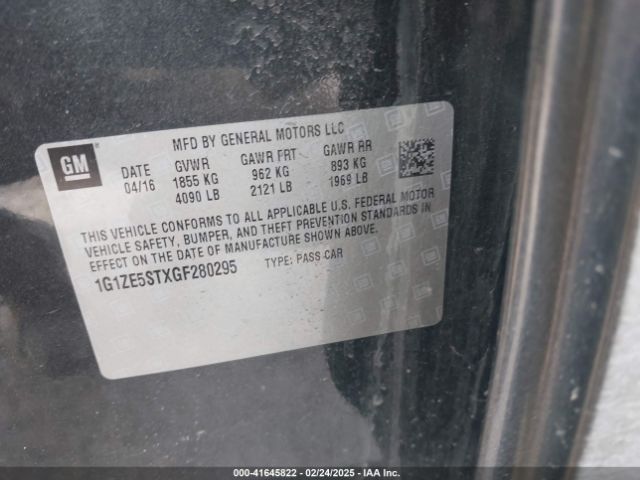 MFD BY GENERAL MOTORS LLC
GM
DATE GVWR GAWR FRT GAWR RR
04/16 1855 KG 962 KG 893 KG
4090 LB 2121 LB 1969 LB
THIS VEHICLE CONFORMS TO ALL APPLICABLE U.S. FEDERAL MOTOR
VEHICLE SAFETY, BUMPER, AND THEFT PREVENTION STANDARDS IN
EFFECT ON THE DATE OF MANUFACTURE SHOWN ABOVE.
1G1ZE5STXGF280295 TYPE: PASS CAR
000-41645822 - 02/24/2025 - IAA Inc.